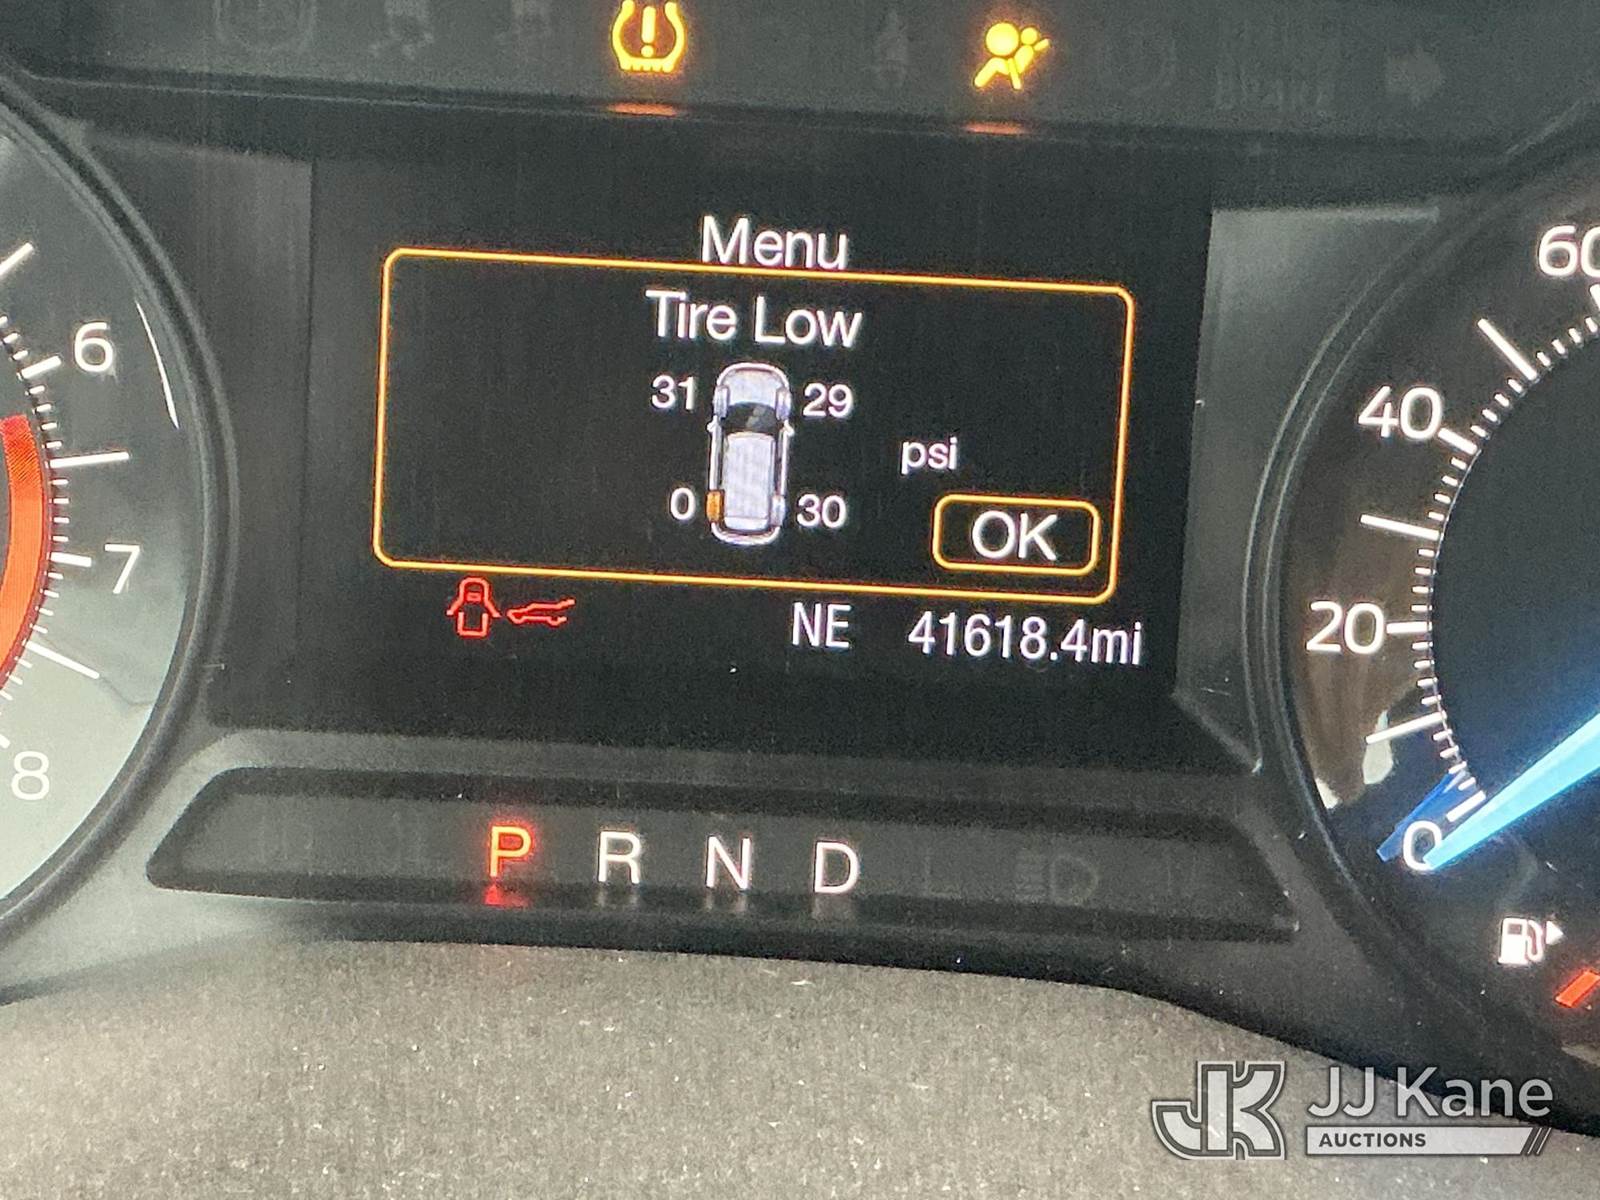 BRAKE
Menu
Tire Low
31 29
psi
0 30
OK
NE 41618.4mi
6
7
8
60
40
20
0
P R N D
JJ Kane
AUCTIONS